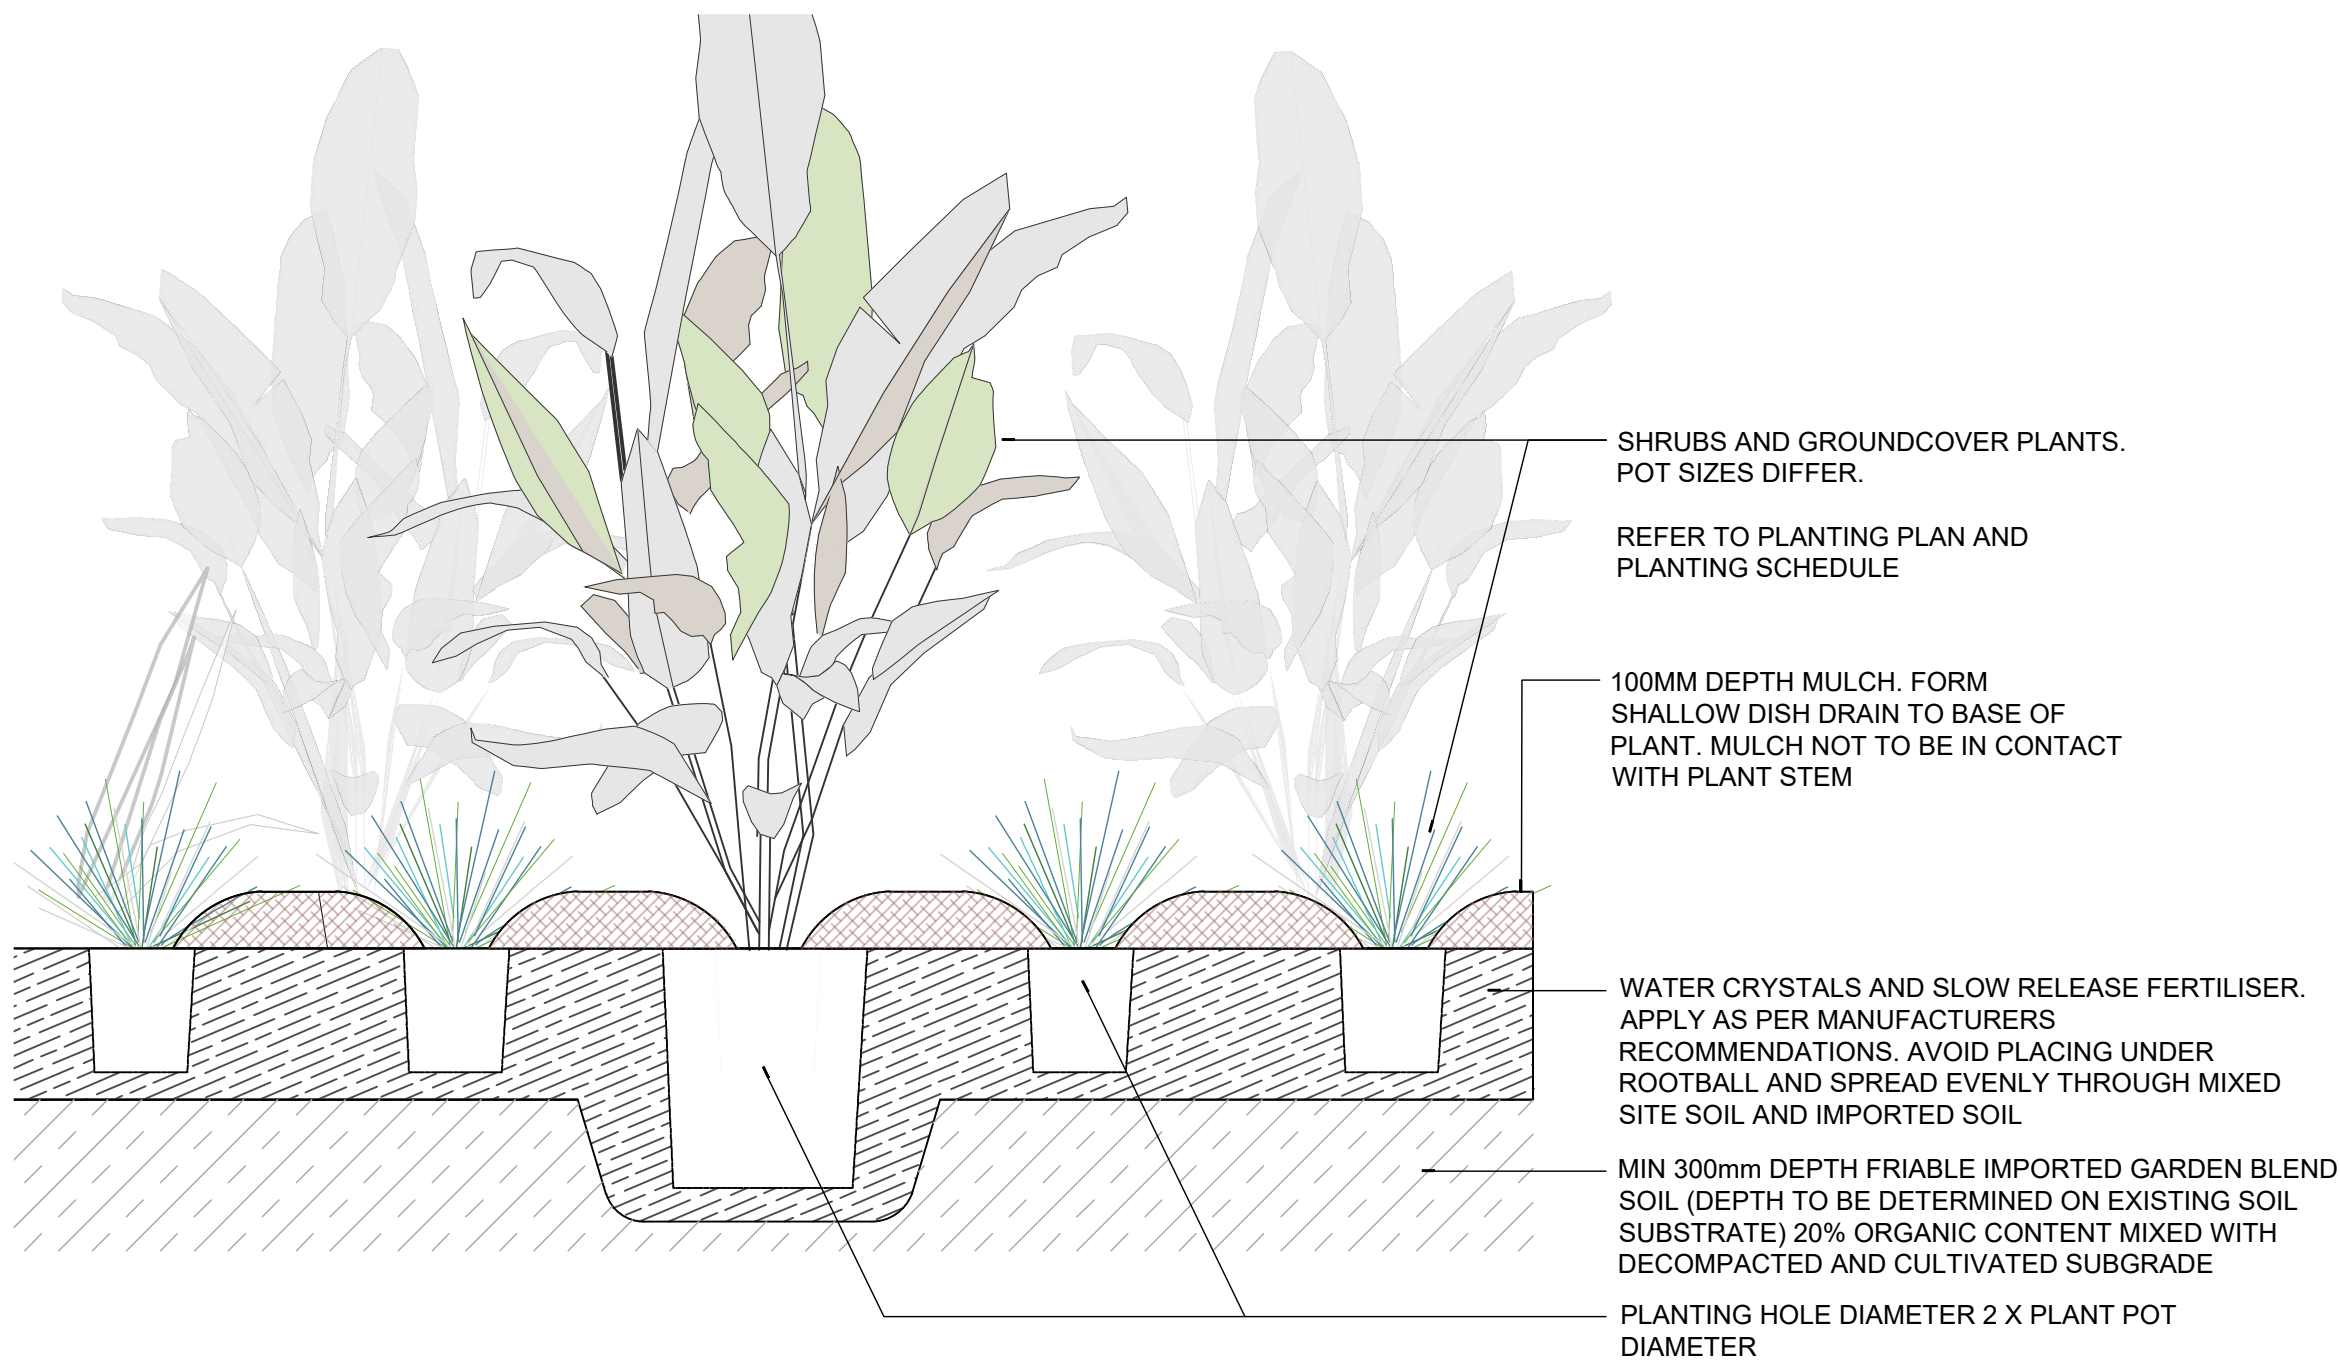 SHRUBS AND GROUNDCOVER PLANTS.
POT SIZES DIFFER.
REFER TO PLANTING PLAN AND
PLANTING SCHEDULE
100MM DEPTH MULCH. FORM
SHALLOW DISH DRAIN TO BASE OF
PLANT. MULCH NOT TO BE IN CONTACT
WITH PLANT STEM
WATER CRYSTALS AND SLOW RELEASE FERTILISER.
APPLY AS PER MANUFACTURERS
RECOMMENDATIONS. AVOID PLACING UNDER
ROOTBALL AND SPREAD EVENLY THROUGH MIXED
SITE SOIL AND IMPORTED SOIL
MIN 300mm DEPTH FRIABLE IMPORTED GARDEN BLEND
SOIL (DEPTH TO BE DETERMINED ON EXISTING SOIL
SUBSTRATE) 20% ORGANIC CONTENT MIXED WITH
DECOMPACTED AND CULTIVATED SUBGRADE
PLANTING HOLE DIAMETER 2 X PLANT POT
DIAMETER